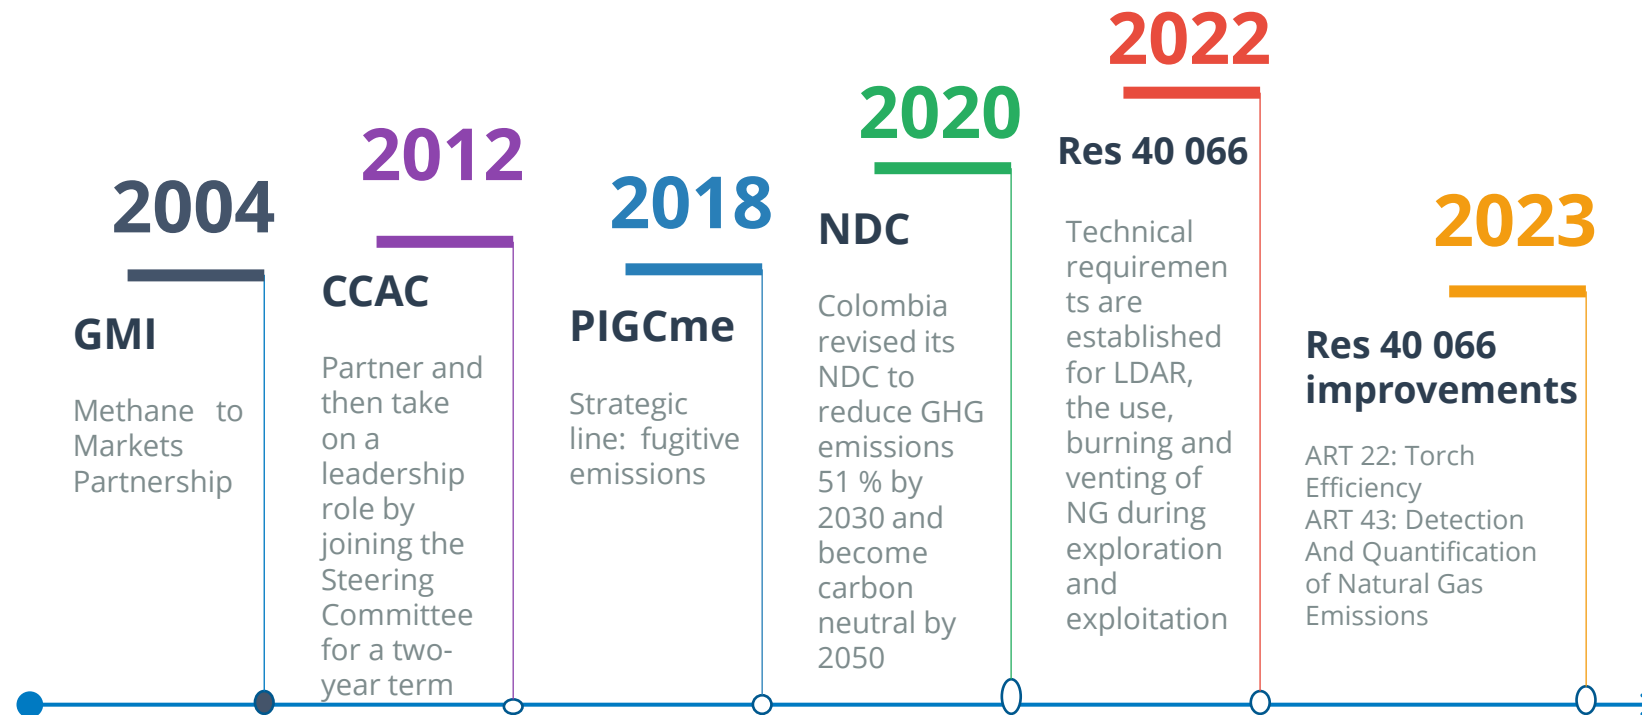 2004
GMI
Methane to
Markets
Partnership
2012
CCAC
Partner and
then take
on a
leadership
role by
joining the
Steering
Committee
for a two-
year term
2018
PIGCme
Strategic
line: fugitive
emissions
2020
NDC
Colombia
revised its
NDC to
reduce GHG
emissions
51 % by
2030 and
become
carbon
neutral by
2050
2022
Res 40 066
Technical
requiremen
ts are
established
for LDAR,
the use,
burning and
venting of
NG during
exploration
and
exploitation
2023
Res 40 066
improvements
ART 22: Torch
Efficiency
ART 43: Detection
And Quantification
of Natural Gas
Emissions